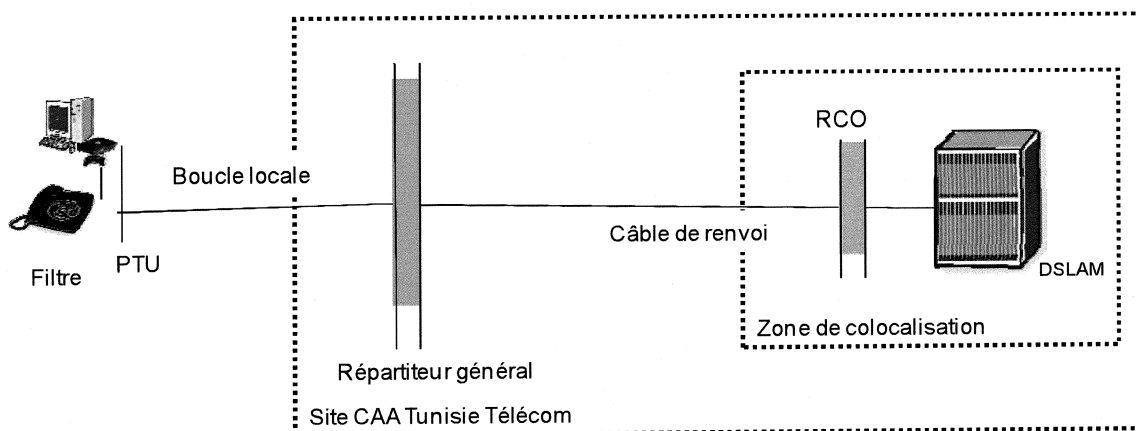 RCO
Boucle locale
Câble de renvoi
PTU
Filtre
DSLAM
Zone de colocalisation
Répartiteur général
Site CAA Tunisie Télécom